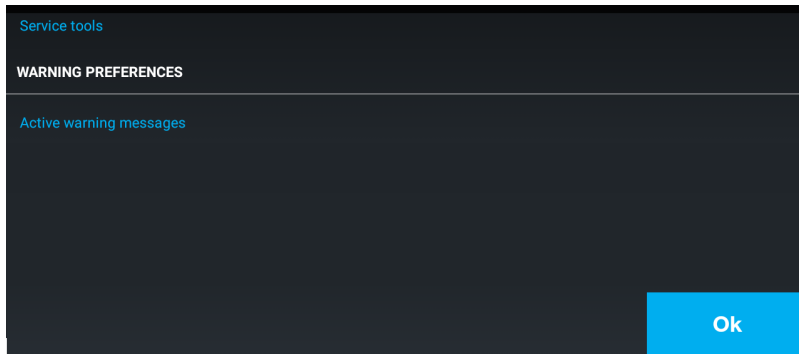 Service tools
WARNING PREFERENCES
Active warning messages
Ok